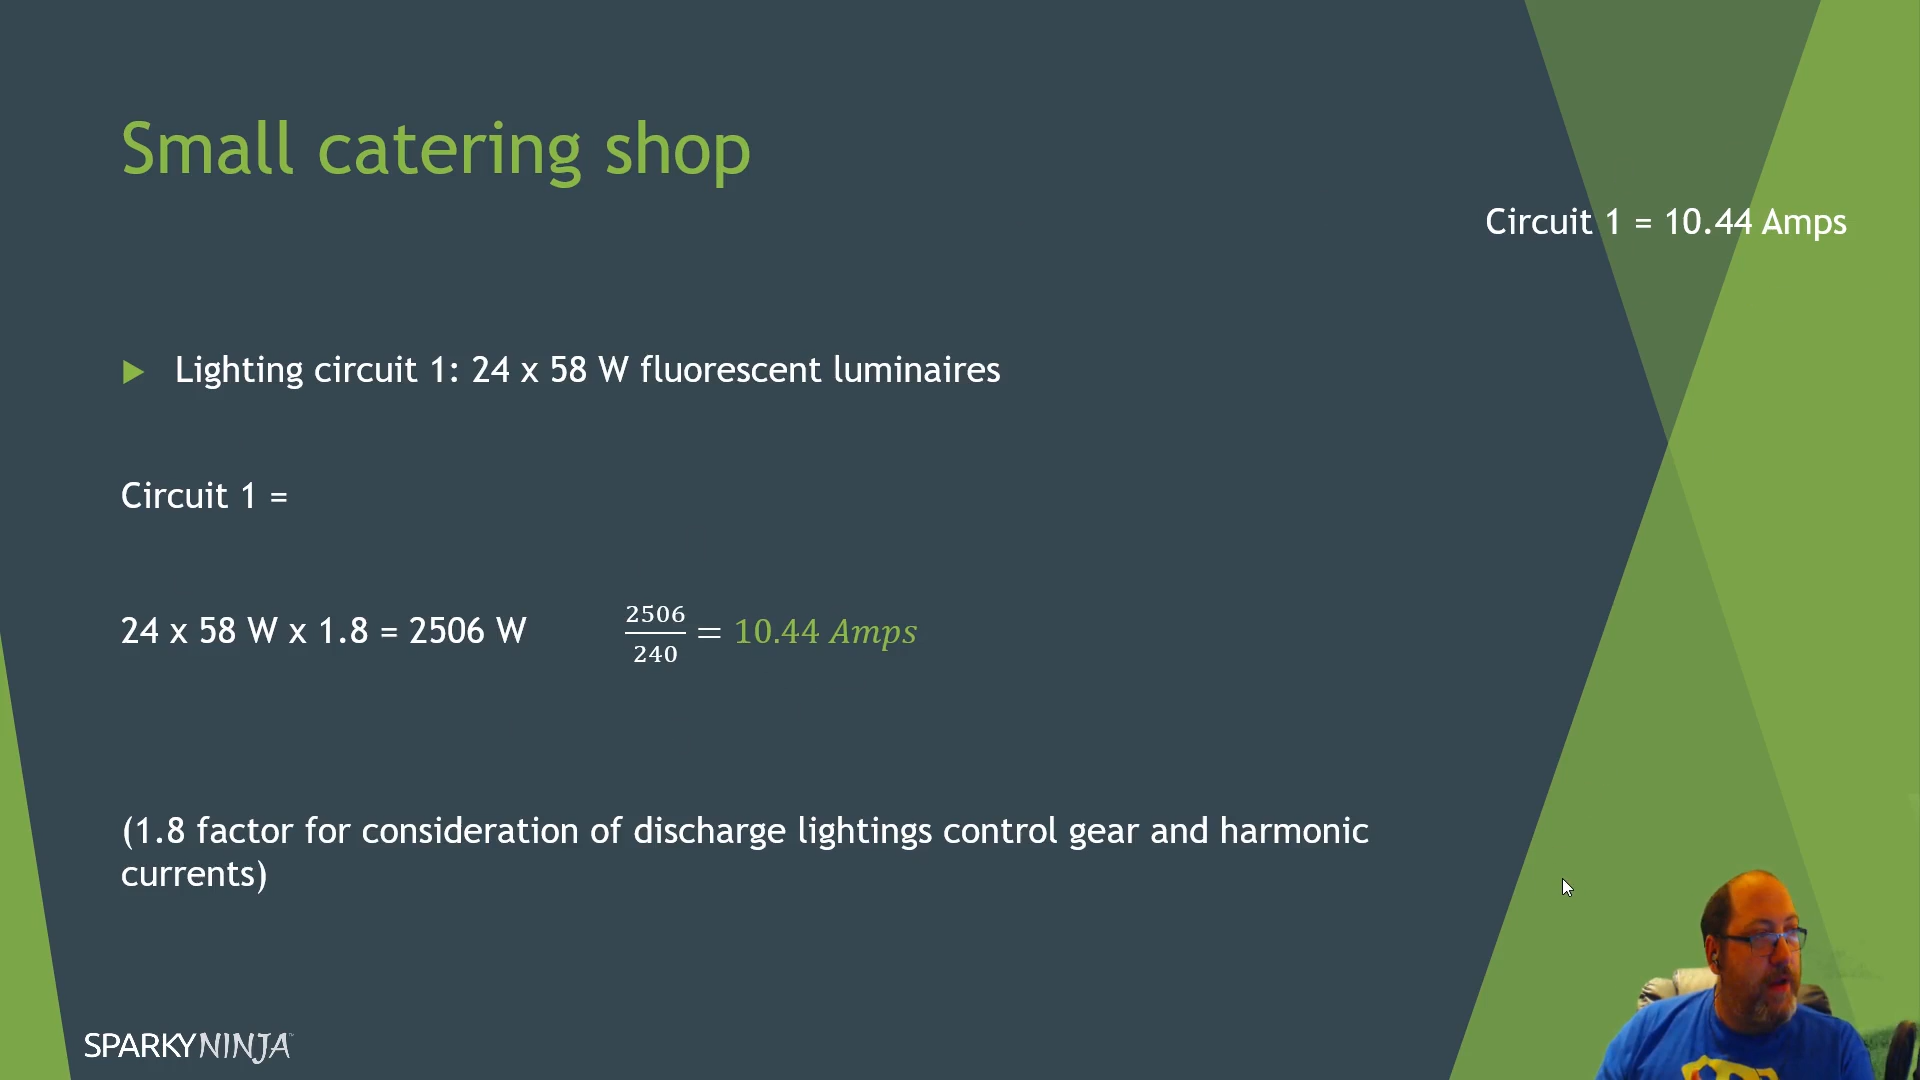 Small catering shop
Circuit 1 = 10.44 Amps
Lighting circuit 1: 24 x 58 W fluorescent luminaires
Circuit 1 =
24 x 58 W x 1.8 = 2506 W
2506
240
= 10.44 Amps
(1.8 factor for consideration of discharge lightings control gear and harmonic
currents)
SPARKYNINJA